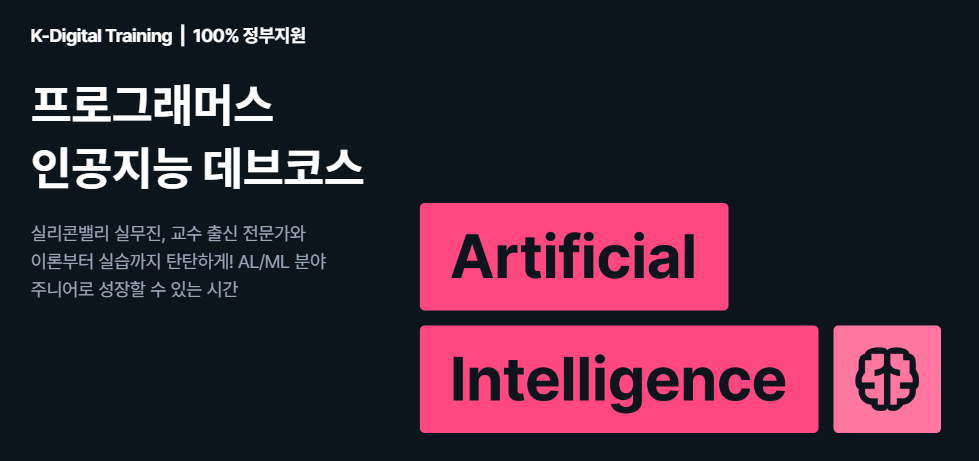 K-Digital Training | 100% 정부지원
프로그래머스
인공지능 데브코스
실리콘밸리 실무진, 교수 출신 전문가와
이론부터 실습까지 탄탄하게! AL/ML 분야
주니어로 성장할 수 있는 시간
Artificial
Intelligence